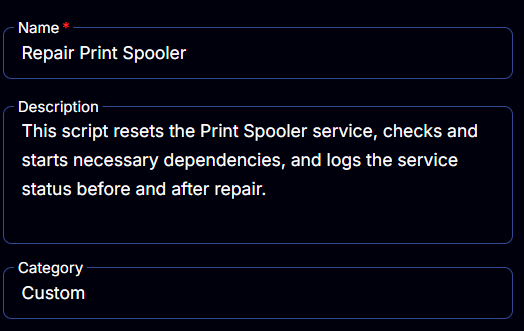 Name *
Repair Print Spooler
Description
This script resets the Print Spooler service, checks and
starts necessary dependencies, and logs the service
status before and after repair.
Category
Custom